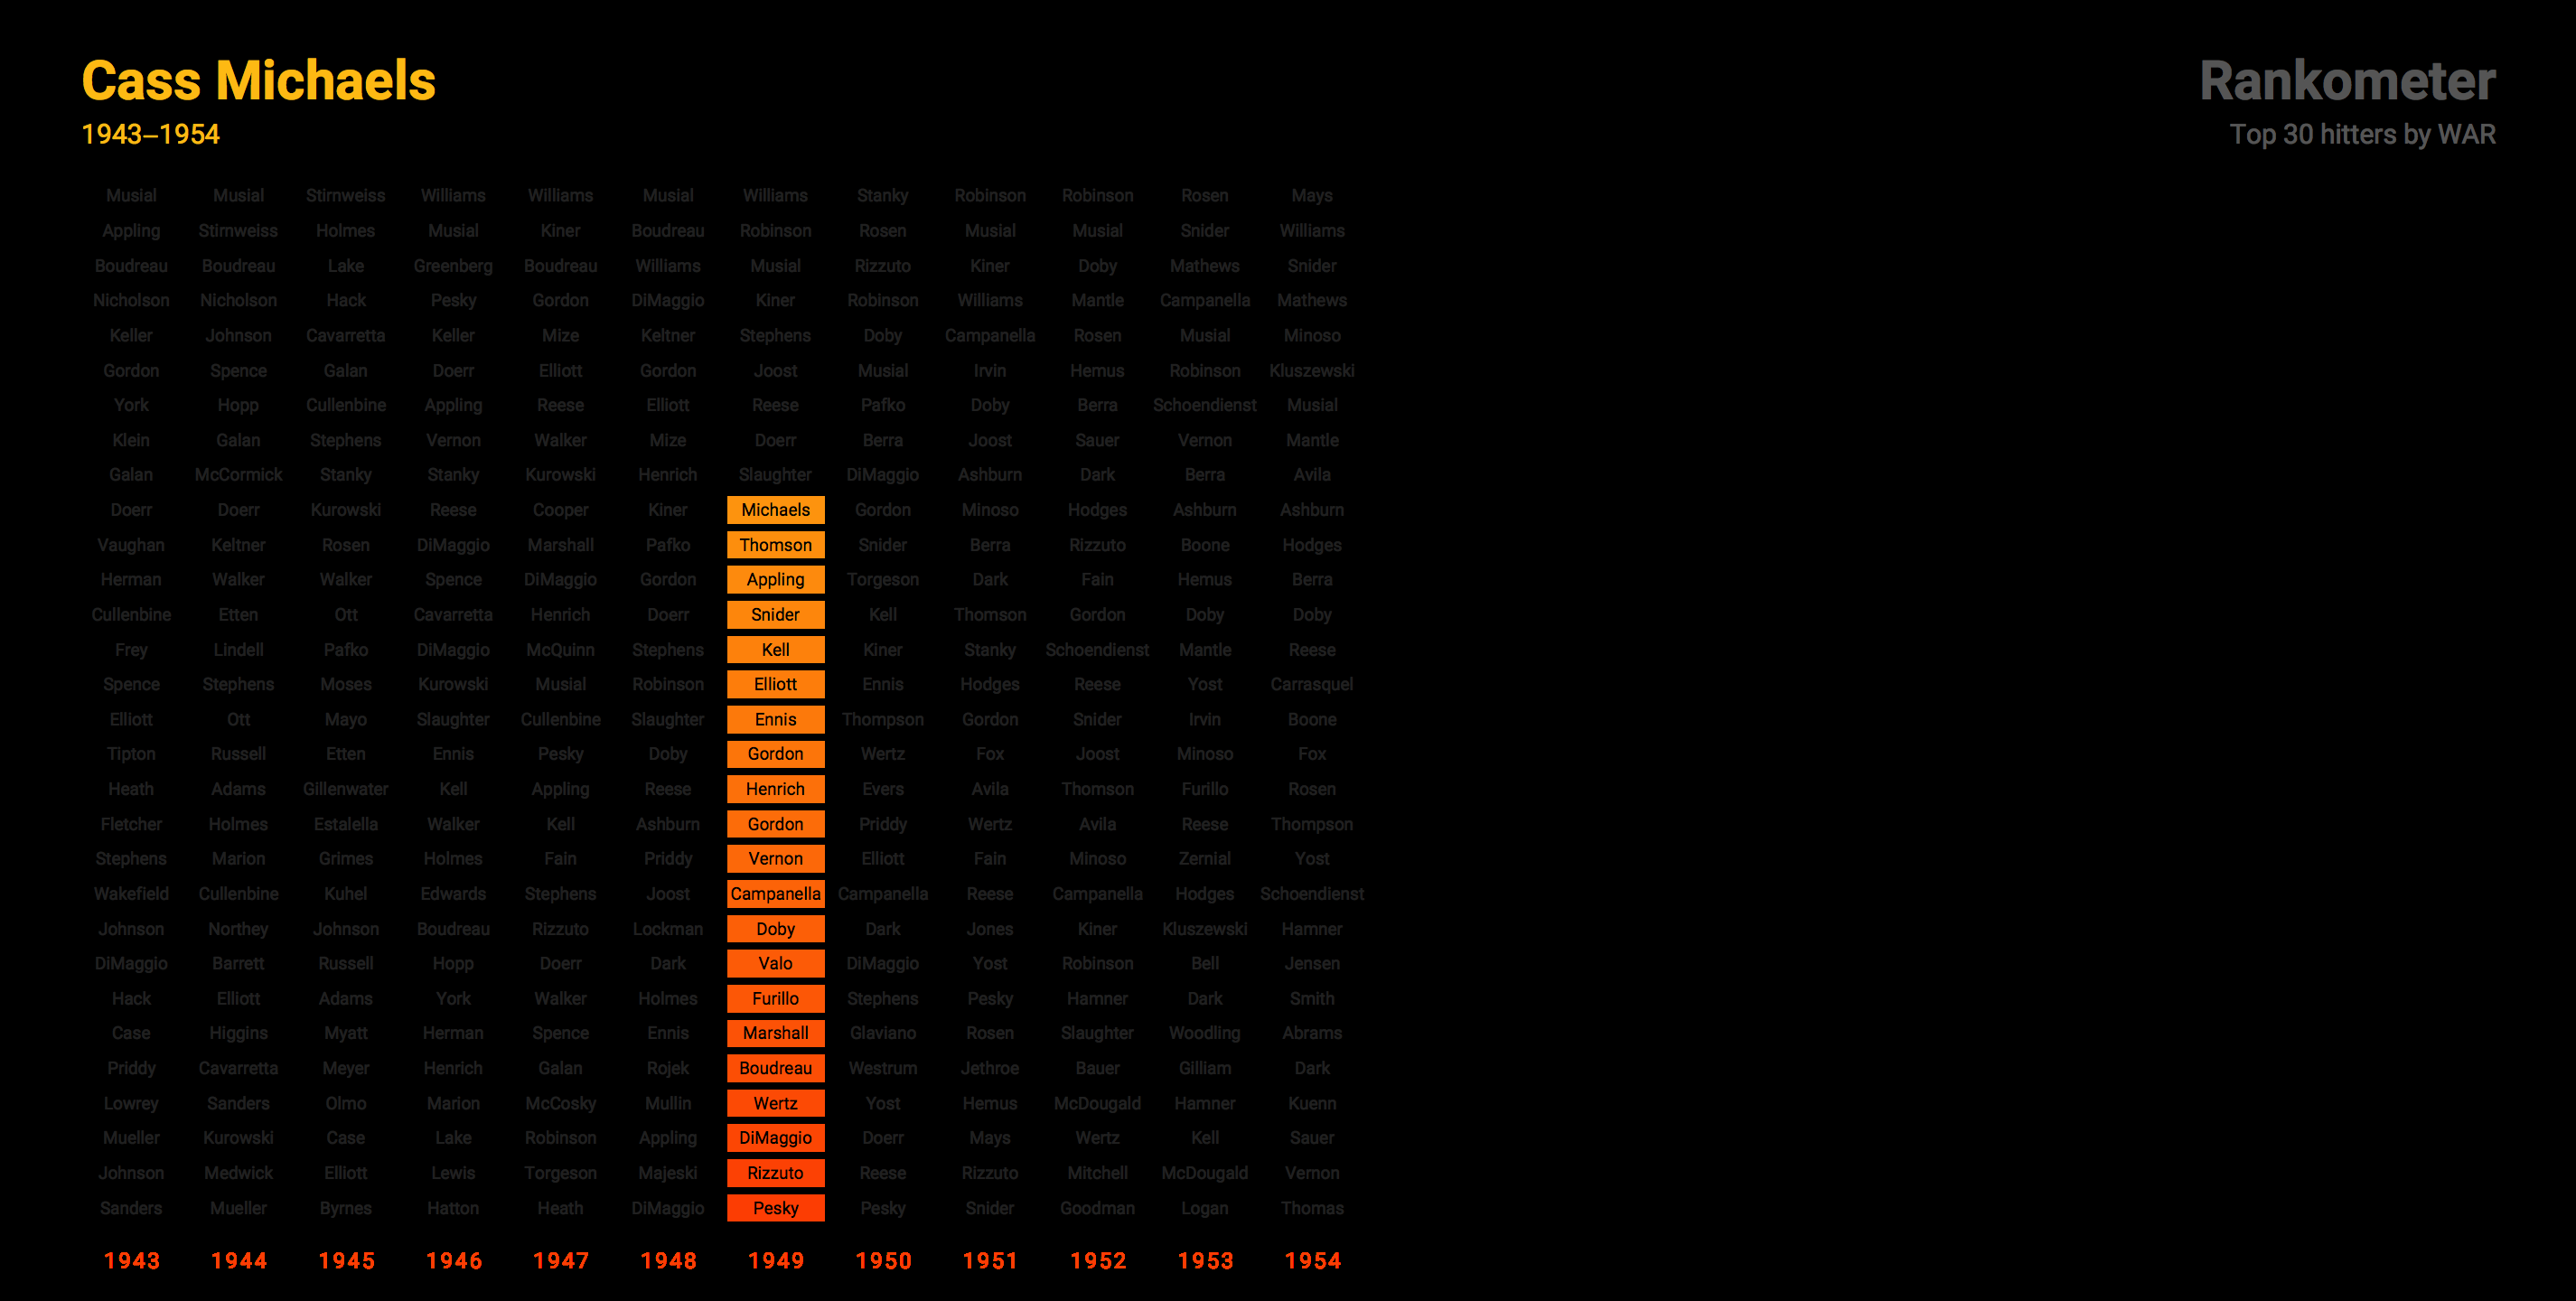 Cass Michaels
1943–1954
Rankometer
Top 30 hitters by WAR
Musial Musial Stirnweiss Williams Williams Musial Williams Stanky Robinson Robinson Rosen Mays
Appling Stirnweiss Holmes Musial Kiner Boudreau Robinson Rosen Musial Musial Snider Williams
Boudreau Boudreau Lake Greenberg Boudreau Williams Musial Rizzuto Kiner Doby Mathews Snider
Nicholson Nicholson Hack Pesky Gordon DiMaggio Kiner Robinson Williams Mantle Campanella Mathews
Keller Johnson Cavarretta Keller Mize Keltner Stephens Doby Campanella Rosen Musial Minoso
Gordon Spence Galan Doerr Elliott Gordon Joost Musial Irvin Hemus Robinson Kluszewski
York Hopp Cullenbine Appling Reese Elliott Reese Pafko Doby Berra Schoendienst Musial
Klein Galan Stephens Vernon Walker Mize Doerr Berra Joost Sauer Vernon Mantle
Galan McCormick Stanky Stanky Kurowski Henrich Slaughter DiMaggio Ashburn Dark Berra Avila
Doerr Doerr Kurowski Reese Cooper Kiner Michaels Gordon Minoso Hodges Ashburn Ashburn
Vaughan Keltner Rosen DiMaggio Marshall Pafko Thomson Snider Berra Rizzuto Boone Hodges
Herman Walker Walker Spence DiMaggio Gordon Appling Torgeson Dark Fain Hemus Berra
Cullenbine Etten Ott Cavarretta Henrich Doerr Snider Kell Thomson Gordon Doby Doby
Frey Lindell Pafko DiMaggio McQuinn Stephens Kell Kiner Stanky Schoendienst Mantle Reese
Spence Stephens Moses Kurowski Musial Robinson Elliott Ennis Hodges Reese Yost Carrasquel
Elliott Ott Mayo Slaughter Cullenbine Slaughter Ennis Thompson Gordon Snider Irvin Boone
Tipton Russell Etten Ennis Pesky Doby Gordon Wertz Fox Joost Minoso Fox
Heath Adams Gillenwater Kell Appling Reese Henrich Evers Avila Thomson Furillo Rosen
Fletcher Holmes Estalella Walker Kell Ashburn Gordon Priddy Wertz Avila Reese Thompson
Stephens Marion Grimes Holmes Fain Priddy Vernon Elliott Fain Minoso Zernial Yost
Wakefield Cullenbine Kuhel Edwards Stephens Joost Campanella Campanella Reese Campanella Hodges Schoendienst
Johnson Northey Johnson Boudreau Rizzuto Lockman Doby Dark Jones Kiner Kluszewski Hamner
DiMaggio Barrett Russell Hopp Doerr Dark Valo DiMaggio Yost Robinson Bell Jensen
Hack Elliott Adams York Walker Holmes Furillo Stephens Pesky Hamner Dark Smith
Case Higgins Myatt Herman Spence Ennis Marshall Glaviano Rosen Slaughter Woodling Abrams
Priddy Cavarretta Meyer Henrich Galan Rojek Boudreau Westrum Jethroe Bauer Gilliam Dark
Lowrey Sanders Olmo Marion McCosky Mullin Wertz Yost Hemus McDougald Hamner Kuenn
Mueller Kurowski Case Lake Robinson Appling DiMaggio Doerr Mays Wertz Kell Sauer
Johnson Medwick Elliott Lewis Torgeson Majeski Rizzuto Reese Rizzuto Mitchell McDougald Vernon
Sanders Mueller Byrnes Hatton Heath DiMaggio Pesky Pesky Snider Goodman Logan Thomas
1943 1944 1945 1946 1947 1948 1949 1950 1951 1952 1953 1954